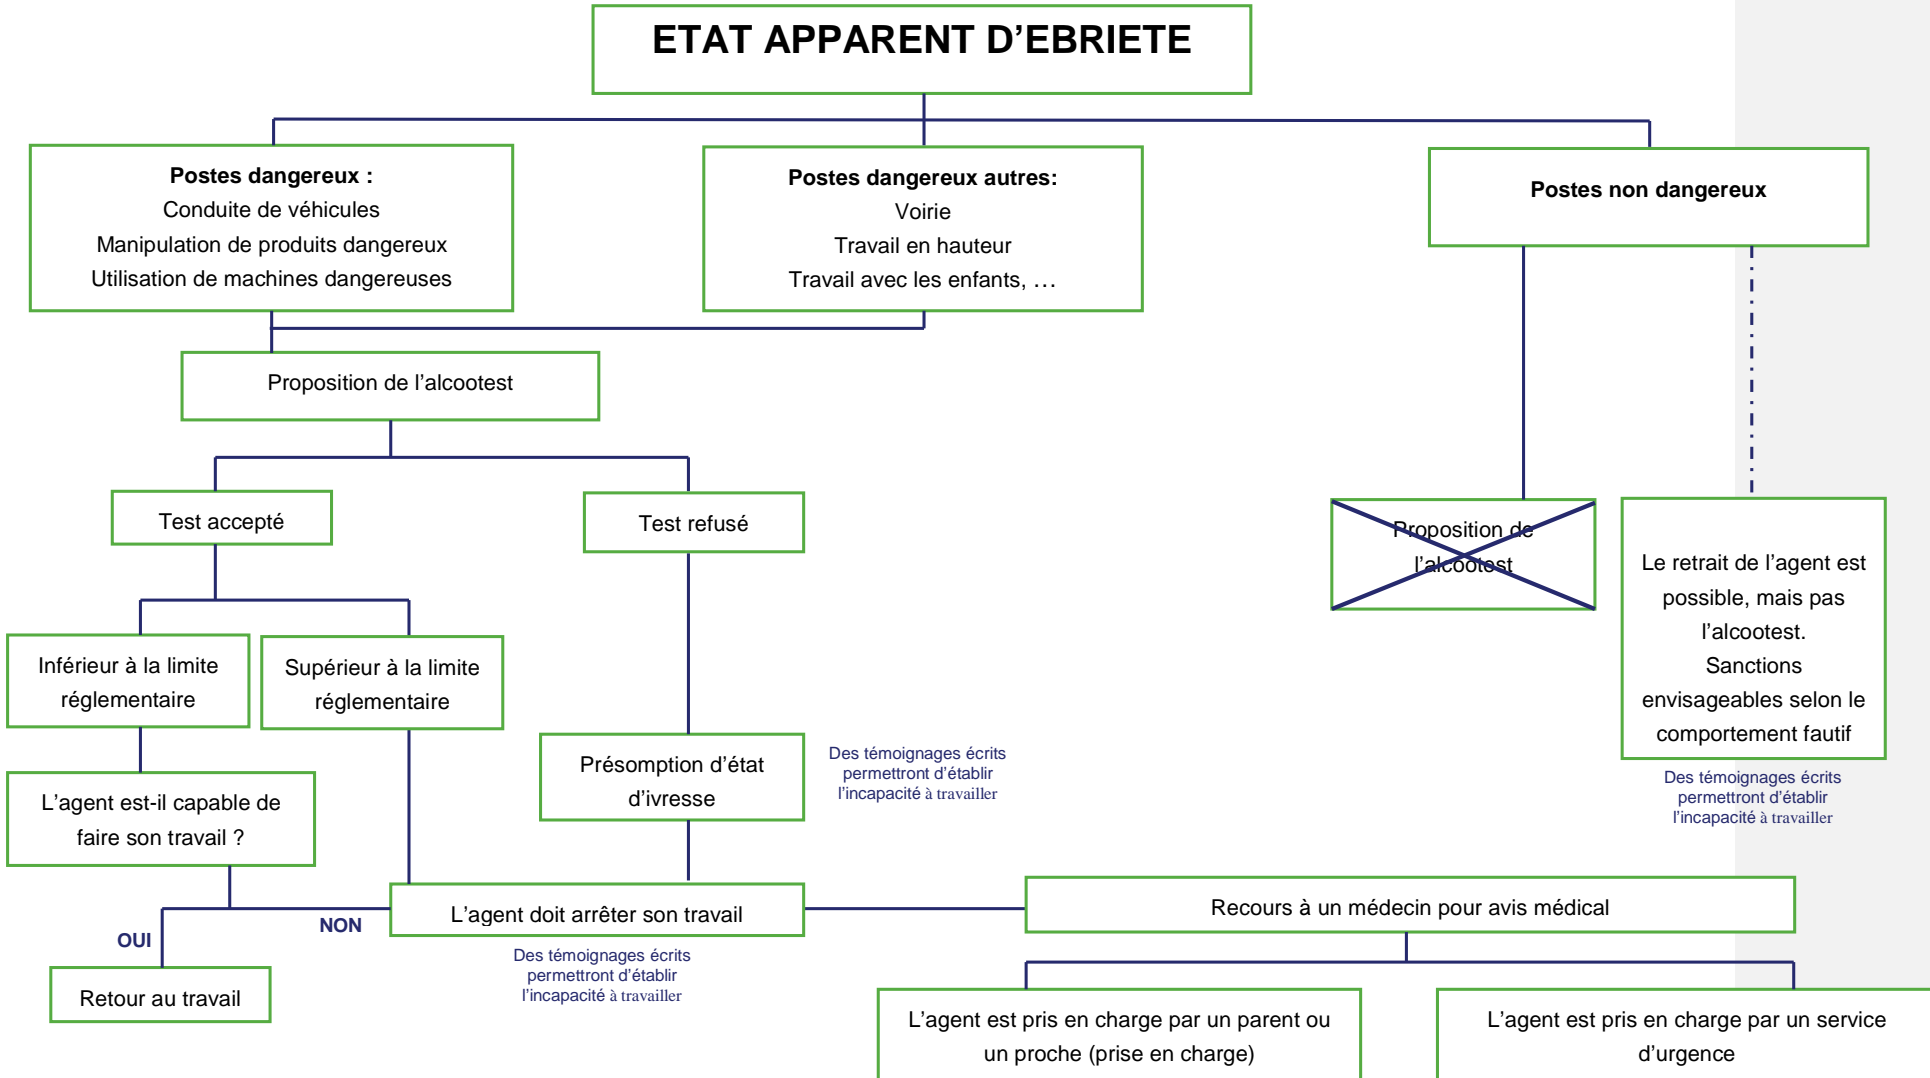 ETAT APPARENT D’EBRIETE
Postes dangereux :
Conduite de véhicules
Manipulation de produits dangereux
Utilisation de machines dangereuses
Postes dangereux autres:
Voirie
Travail en hauteur
Travail avec les enfants, …
Postes non dangereux
Proposition de l’alcootest
Test accepté
Test refusé
Proposition de
l’alcootest
Le retrait de l’agent est
possible, mais pas
l’alcootest.
Sanctions
envisageables selon le
comportement fautif
Inférieur à la limite
réglementaire
Supérieur à la limite
réglementaire
Présomption d’état
d’ivresse
Des témoignages écrits
permettront d’établir
l’incapacité à travailler
Des témoignages écrits
permettront d’établir
l’incapacité à travailler
L’agent est-il capable de
faire son travail ?
OUI
NON
L’agent doit arrêter son travail
Recours à un médecin pour avis médical
Des témoignages écrits
permettront d’établir
l’incapacité à travailler
Retour au travail
L’agent est pris en charge par un parent ou
un proche (prise en charge)
L’agent est pris en charge par un service
d’urgence